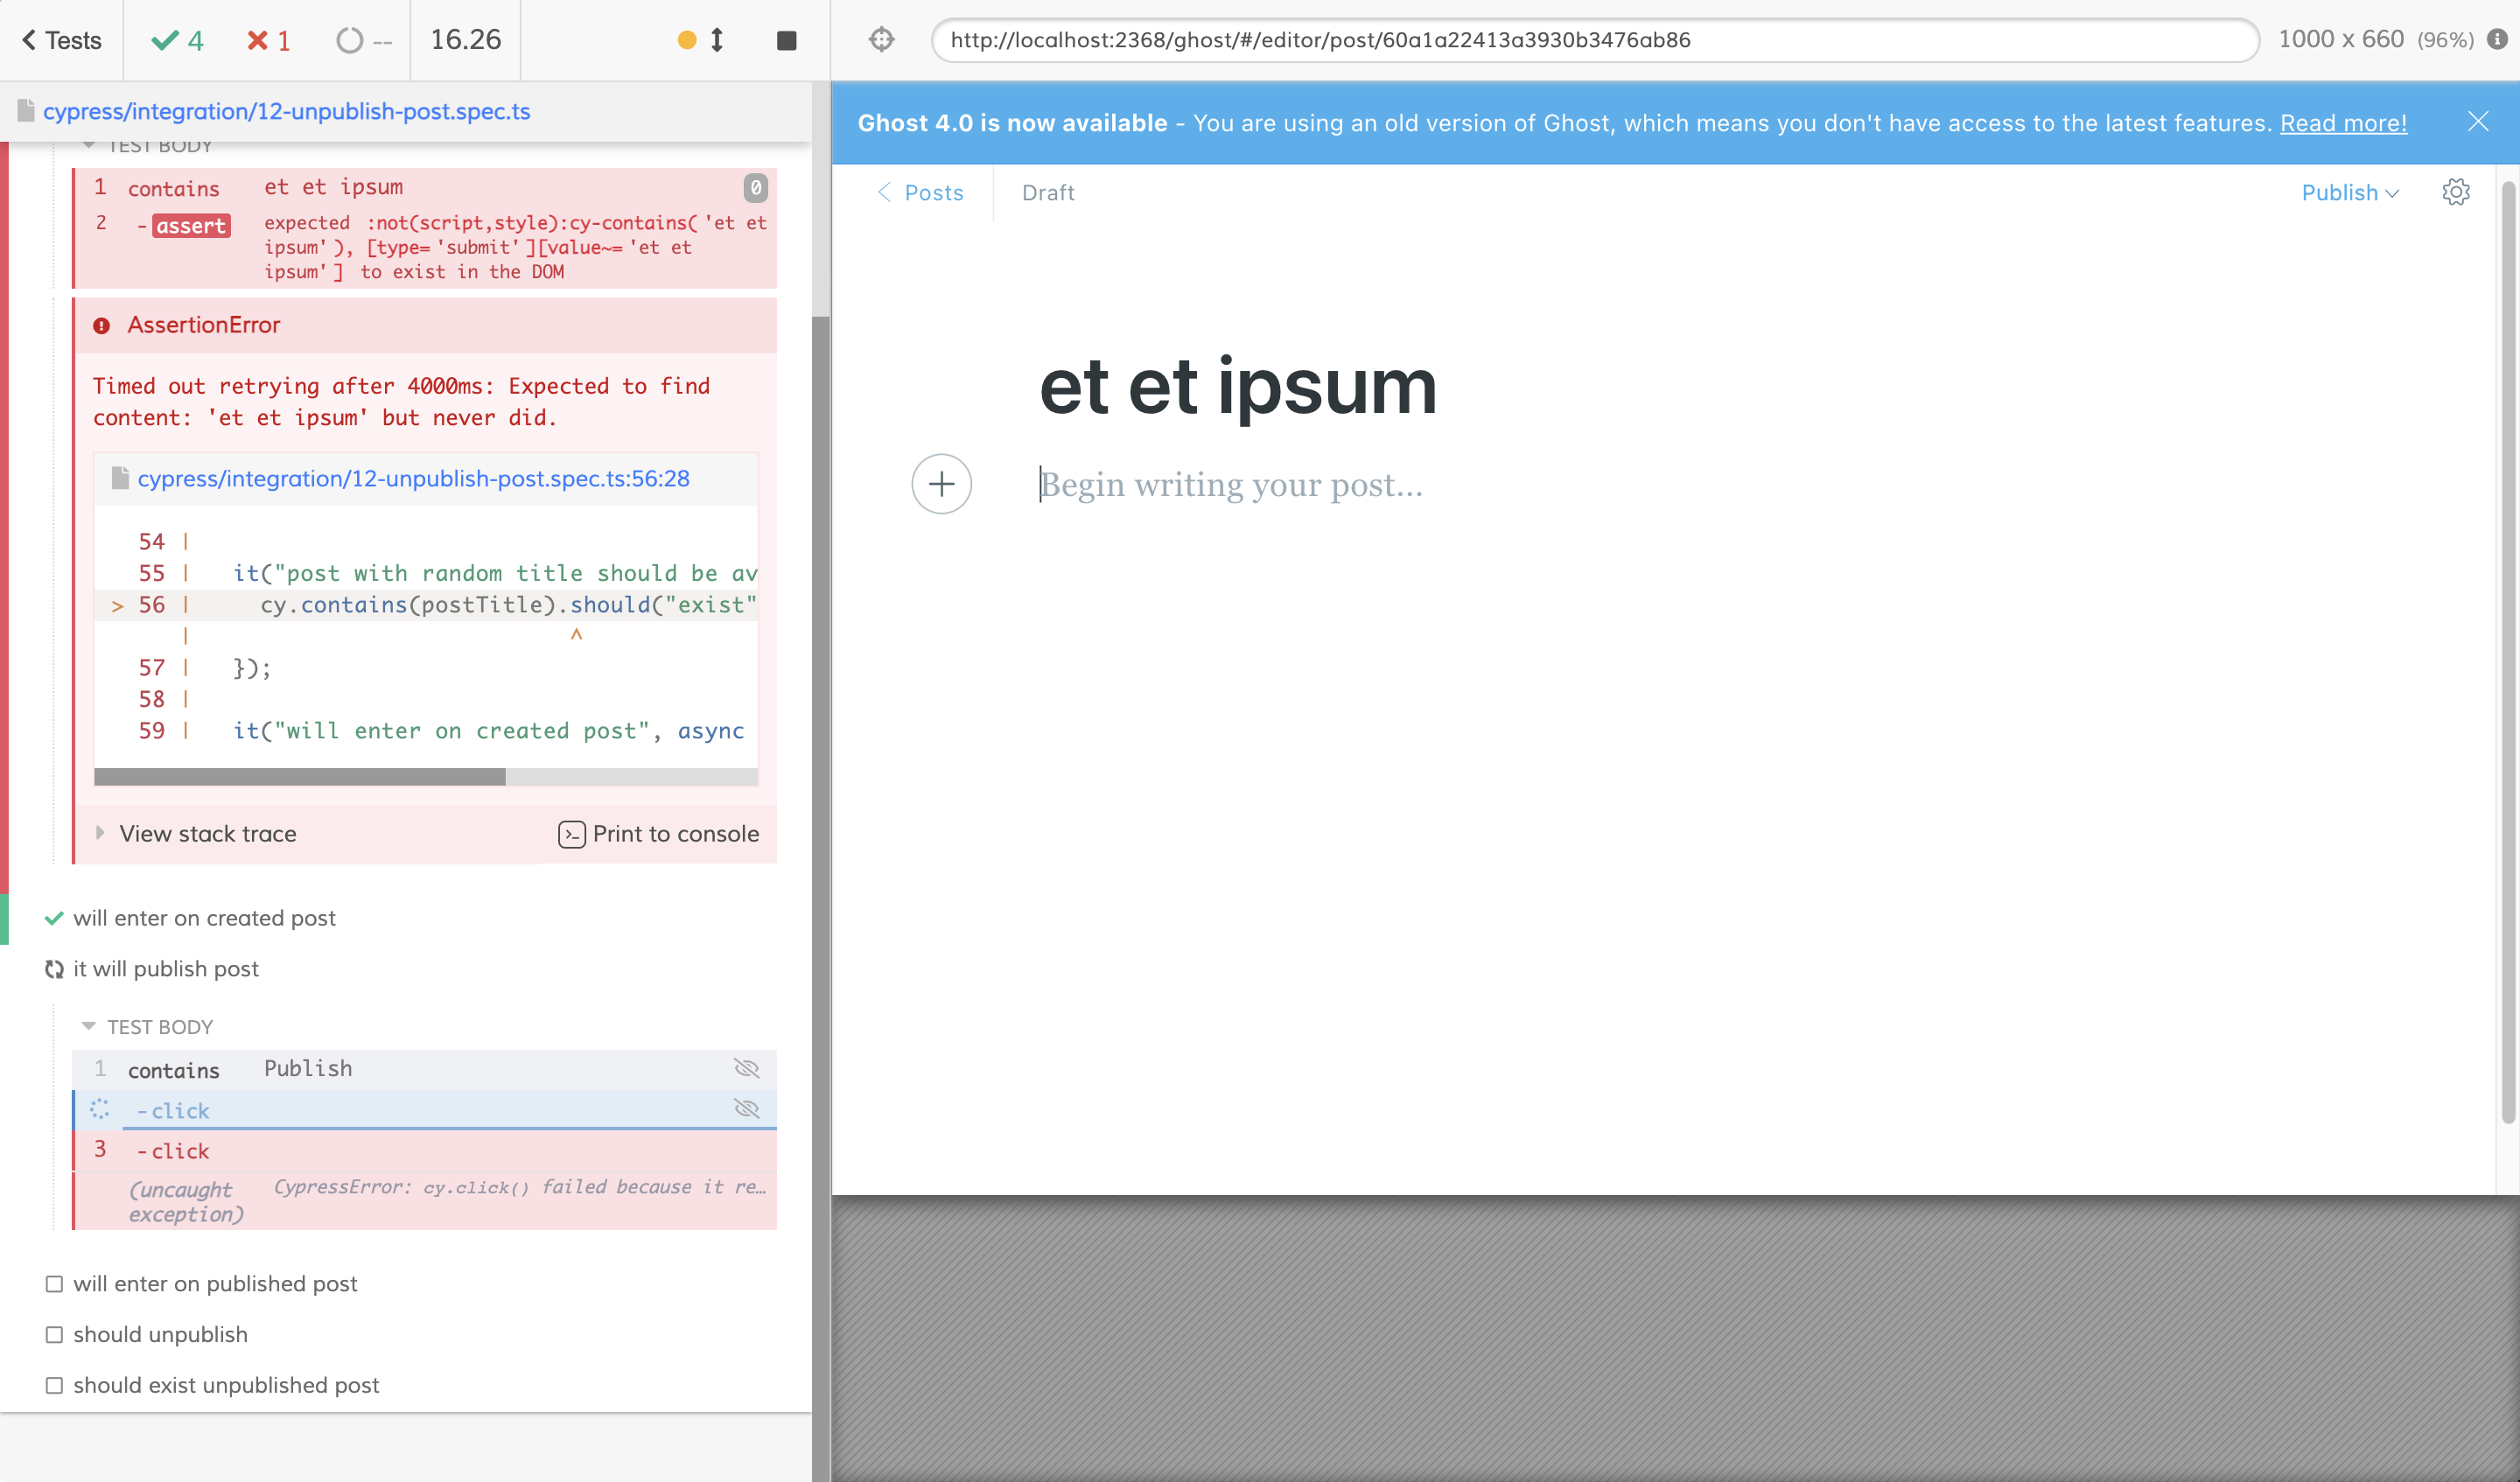 Tests 4 1 -- 16.26
http://localhost:2368/ghost/#/editor/post/60a1a22413a3930b3476ab86
1000 x 660 (96%)
cypress/integration/12-unpublish-post.spec.ts
TEST BODY
1 contains et et ipsum 0
2 -assert expected :not(script,style):cy-contains('et et
ipsum'), [type='submit'][value~='et et
ipsum'] to exist in the DOM
AssertionError
Timed out retrying after 4000ms: Expected to find
content: 'et et ipsum' but never did.
cypress/integration/12-unpublish-post.spec.ts:56:28
54 |
55 | it("post with random title should be av
> 56 | cy.contains(postTitle).should("exist"
| ^
57 | });
58 |
59 | it("will enter on created post", async
View stack trace
Print to console
will enter on created post
it will publish post
TEST BODY
1 contains Publish
-click
3 -click
(uncaught
exception)
CypressError: cy.click() failed because it re…
will enter on published post
should unpublish
should exist unpublished post
Ghost 4.0 is now available - You are using an old version of Ghost, which means you don't have access to the latest features. Read more!
Posts
Draft
Publish
et et ipsum
Begin writing your post...